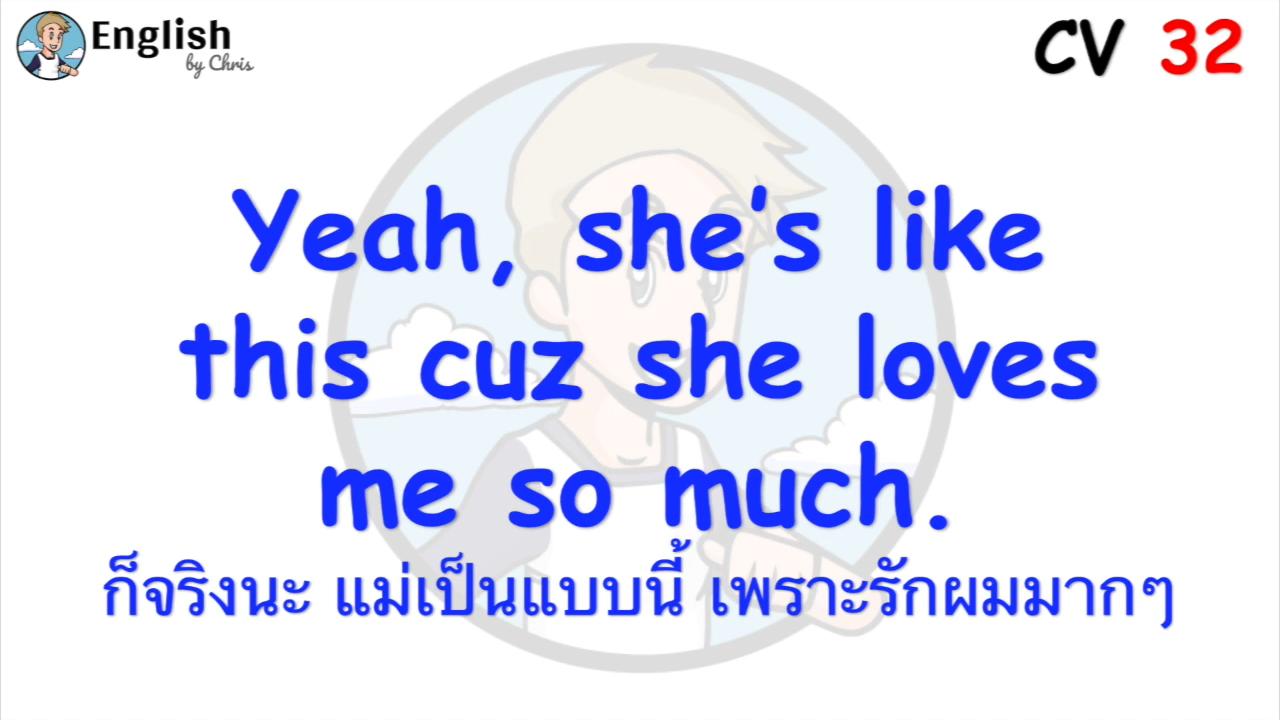 English
by Chris
CV 32
Yeah, she's like
this cuz she loves
me so much.
ก็จริงนะ แม่เป็นแบบนี้ เพราะรักผมมากๆ